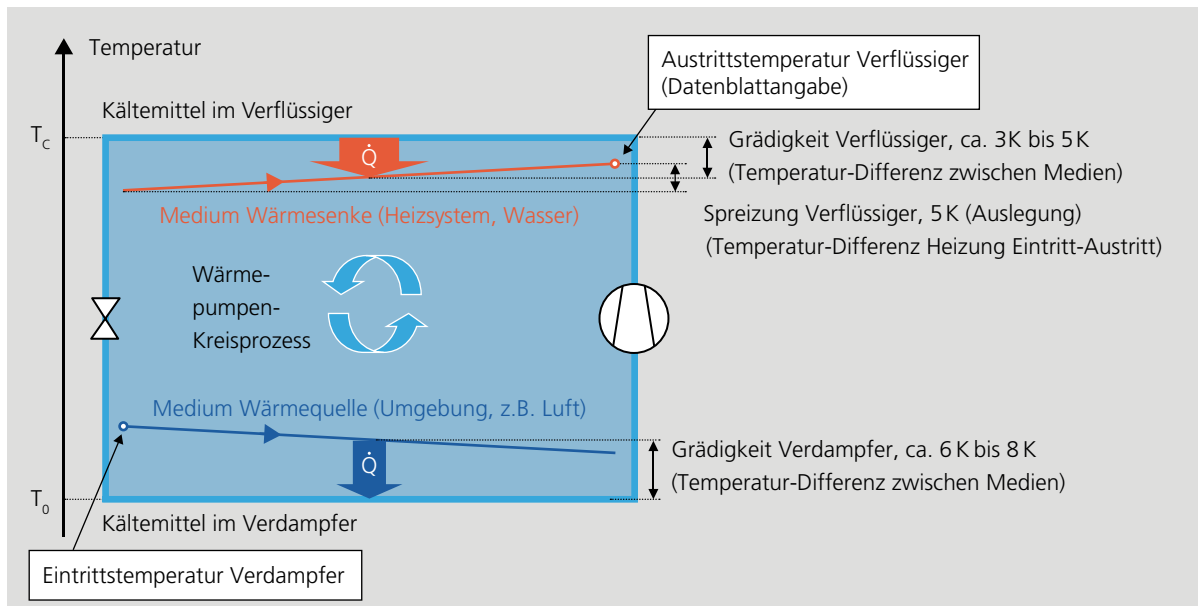 Temperatur
Austrittstemperatur Verflüssiger
(Datenblattangabe)
Kältemittel im Verflüssiger
T_C
Q̇
Grädigkeit Verflüssiger, ca. 3 K bis 5 K
(Temperatur-Differenz zwischen Medien)
Medium Wärmesenke (Heizsystem, Wasser)
Spreizung Verflüssiger, 5 K (Auslegung)
(Temperatur-Differenz Heizung Eintritt-Austritt)
Wärme-
pumpen-
Kreisprozess
Medium Wärmequelle (Umgebung, z.B. Luft)
Q̇
Grädigkeit Verdampfer, ca. 6 K bis 8 K
(Temperatur-Differenz zwischen Medien)
T_0
Kältemittel im Verdampfer
Eintrittstemperatur Verdampfer